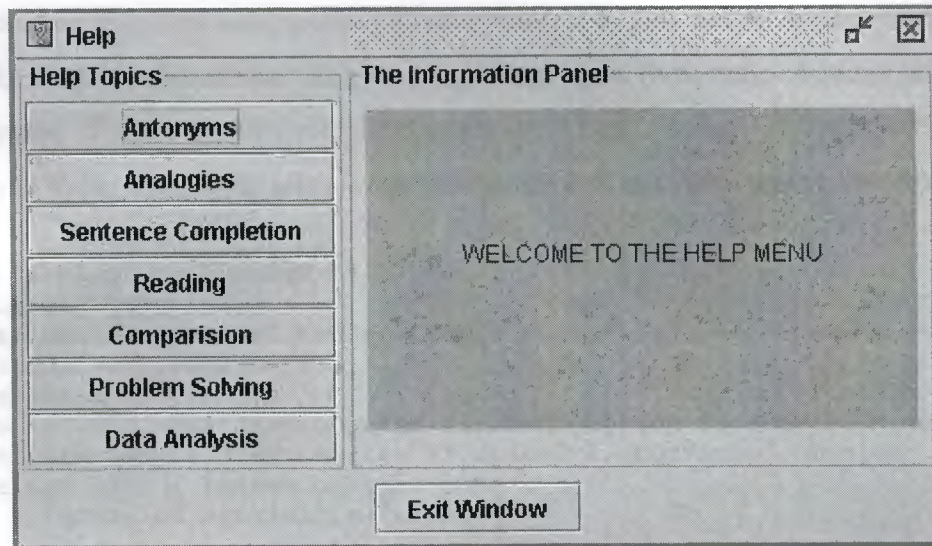 Help
Help Topics
Antonyms
Analogies
Sentence Completion
Reading
Comparision
Problem Solving
Data Analysis
The Information Panel
WELCOME TO THE HELP MENU
Exit Window